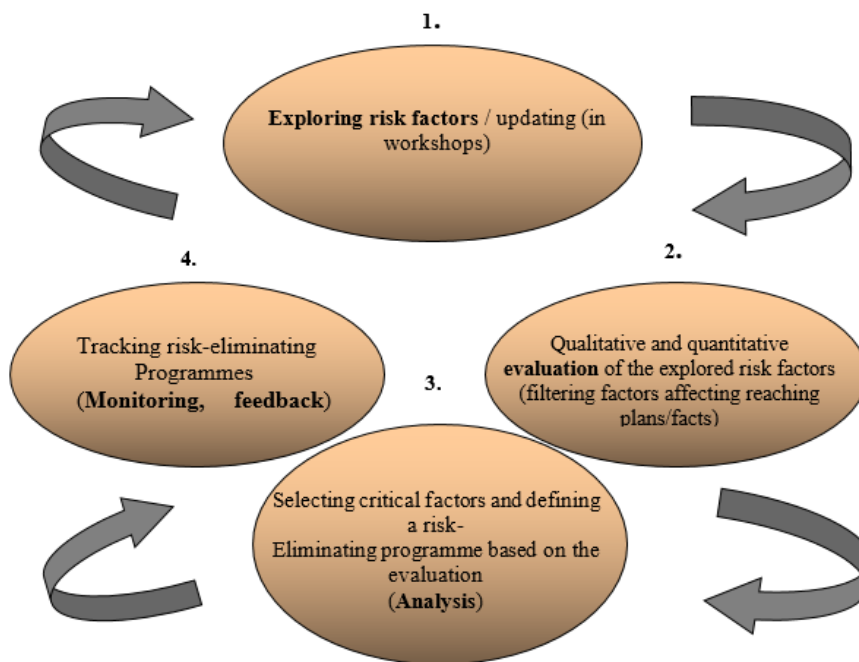 1.
Exploring risk factors / updating (in
workshops)
2.
Qualitative and quantitative
evaluation of the explored risk factors
(filtering factors affecting reaching
plans/facts)
3.
Selecting critical factors and defining
a risk-
Eliminating programme based on the
evaluation
(Analysis)
4.
Tracking risk-eliminating
Programmes
(Monitoring, feedback)